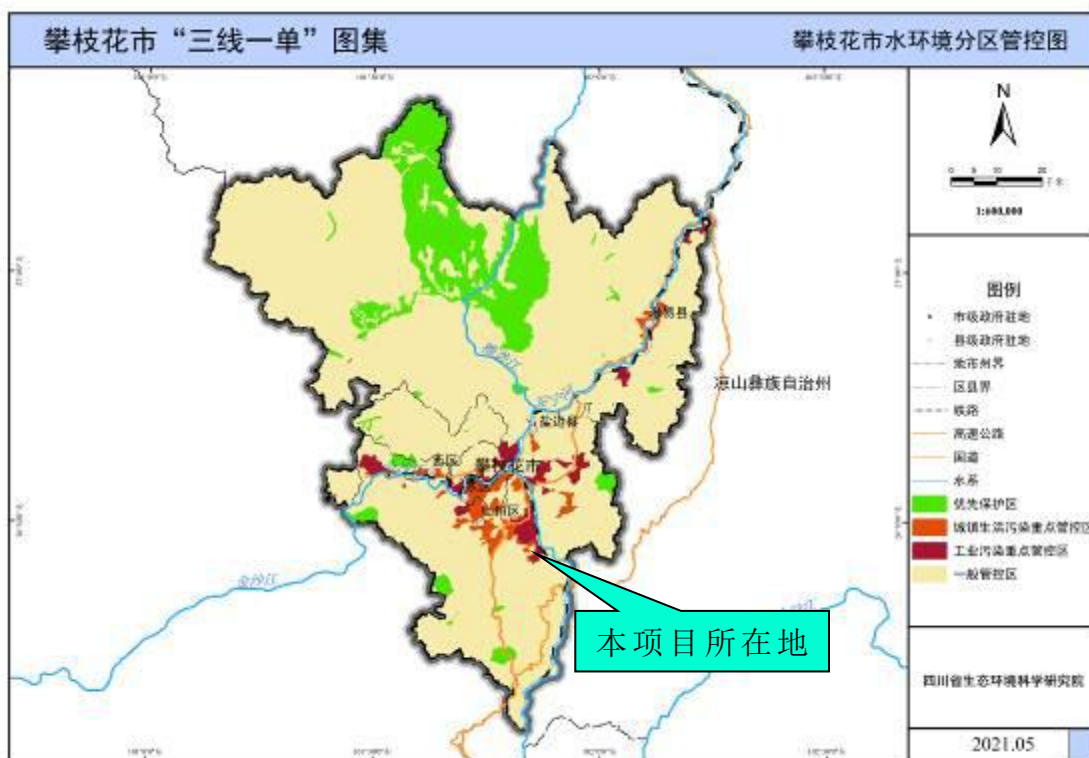 攀枝花市“三线一单”图集
攀枝花市水环境分区管控图
N
0 5 10 20
千米
1:600,000
图例
市级政府驻地
县级政府驻地
地市州界
区县界
铁路
高速公路
国道
水系
优先保护区
城镇生活污染重点管控区
工业污染重点管控区
一般管控区
凉山彝族自治州
盐边县
西区
攀枝花市
金沙江
本项目所在地
四川省生态环境科学研究院
2021.05